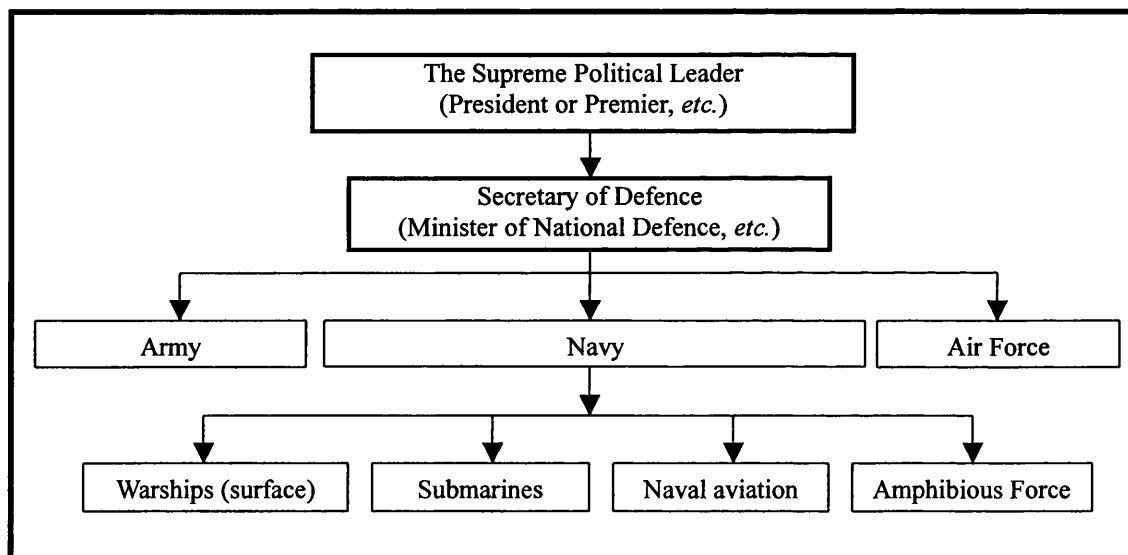 The Supreme Political Leader
(President or Premier, etc.)
Secretary of Defence
(Minister of National Defence, etc.)
Army
Navy
Air Force
Warships (surface)
Submarines
Naval aviation
Amphibious Force